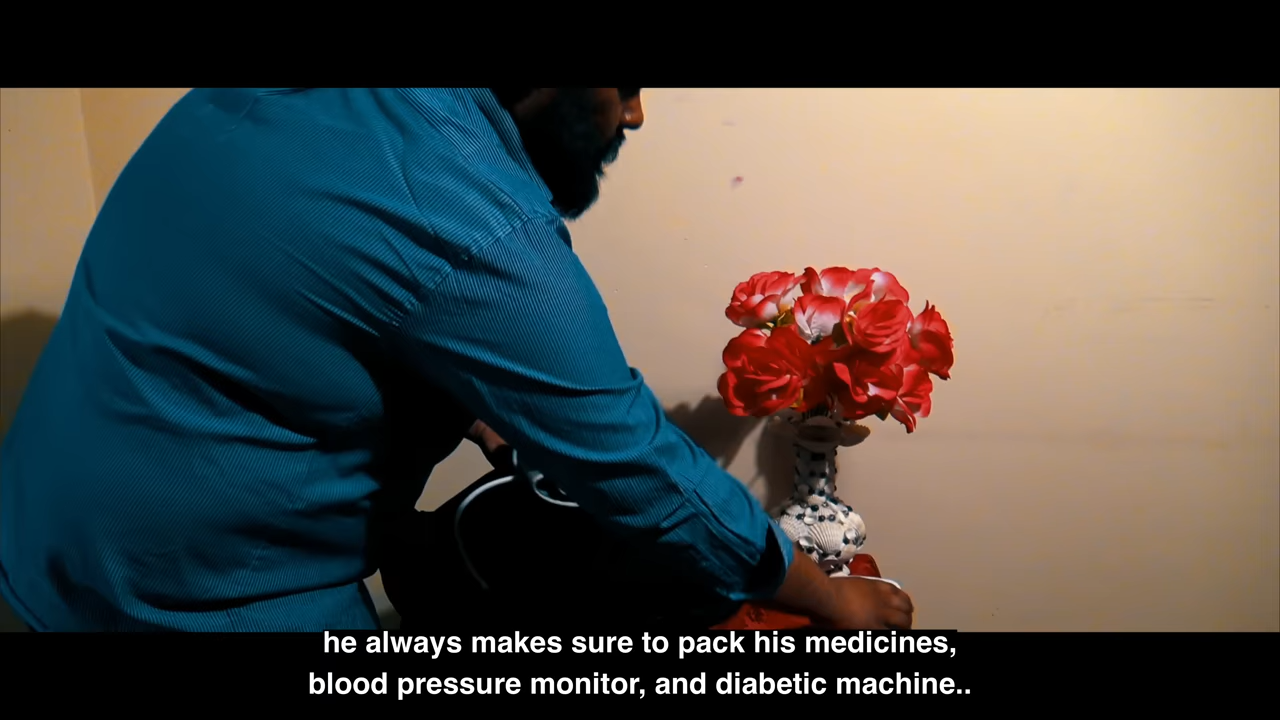 he always makes sure to pack his medicines,
blood pressure monitor, and diabetic machine..